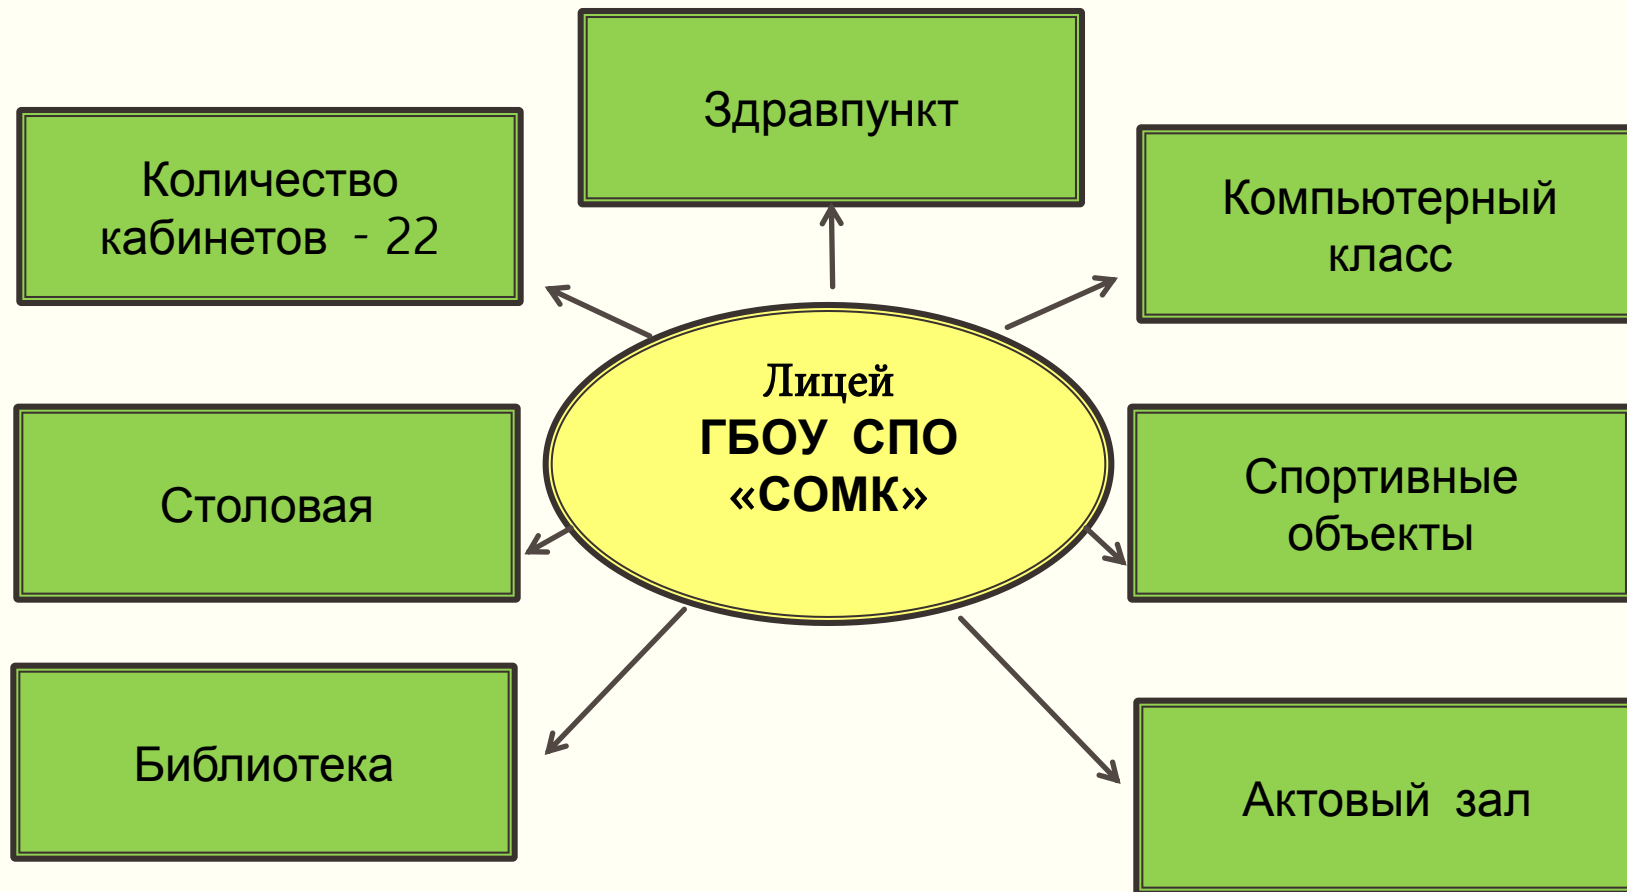 Здравпункт
Количество
кабинетов - 22
Компьютерный
класс
Лицей
ГБОУ СПО
«СОМК»
Столовая
Спортивные
объекты
Библиотека
Актовый зал